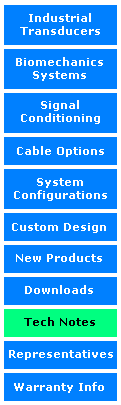 Industrial
Transducers
Biomechanics
Systems
Signal
Conditioning
Cable Options
System
Configurations
Custom Design
New Products
Downloads
Tech Notes
Representatives
Warranty Info